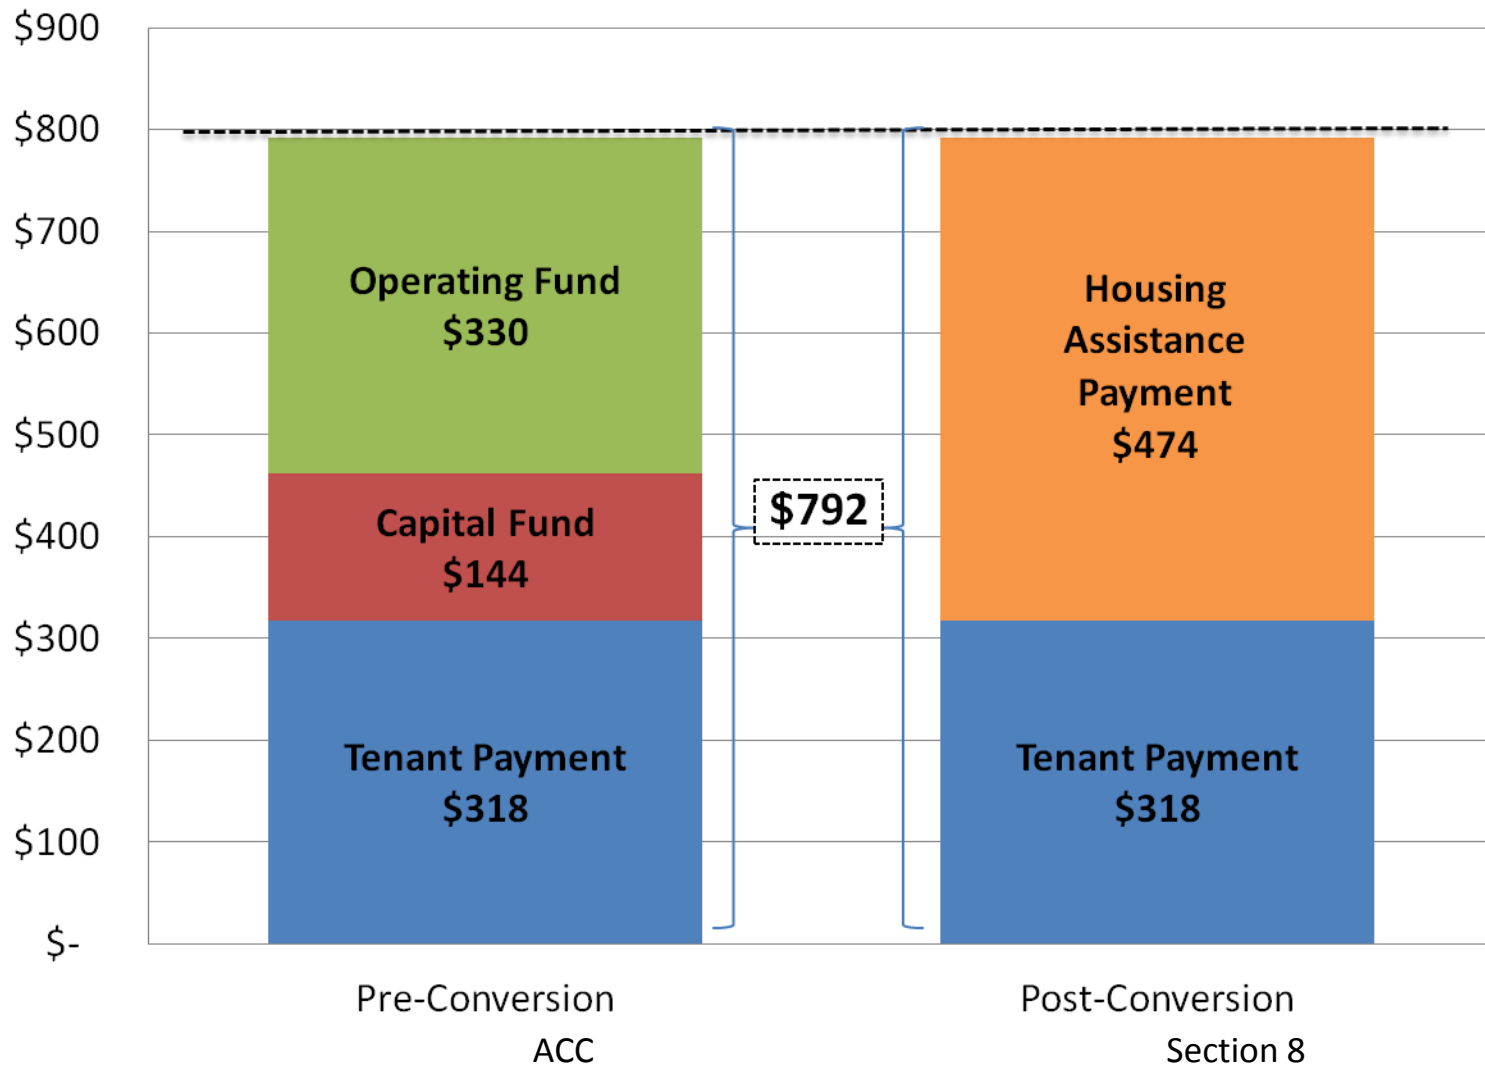 $900
$800
$700
$600
$500
$400
$300
$200
$100
$-
Operating Fund
$330
Capital Fund
$144
Tenant Payment
$318
$792
Housing
Assistance
Payment
$474
Tenant Payment
$318
Pre-Conversion
ACC
Post-Conversion
Section 8